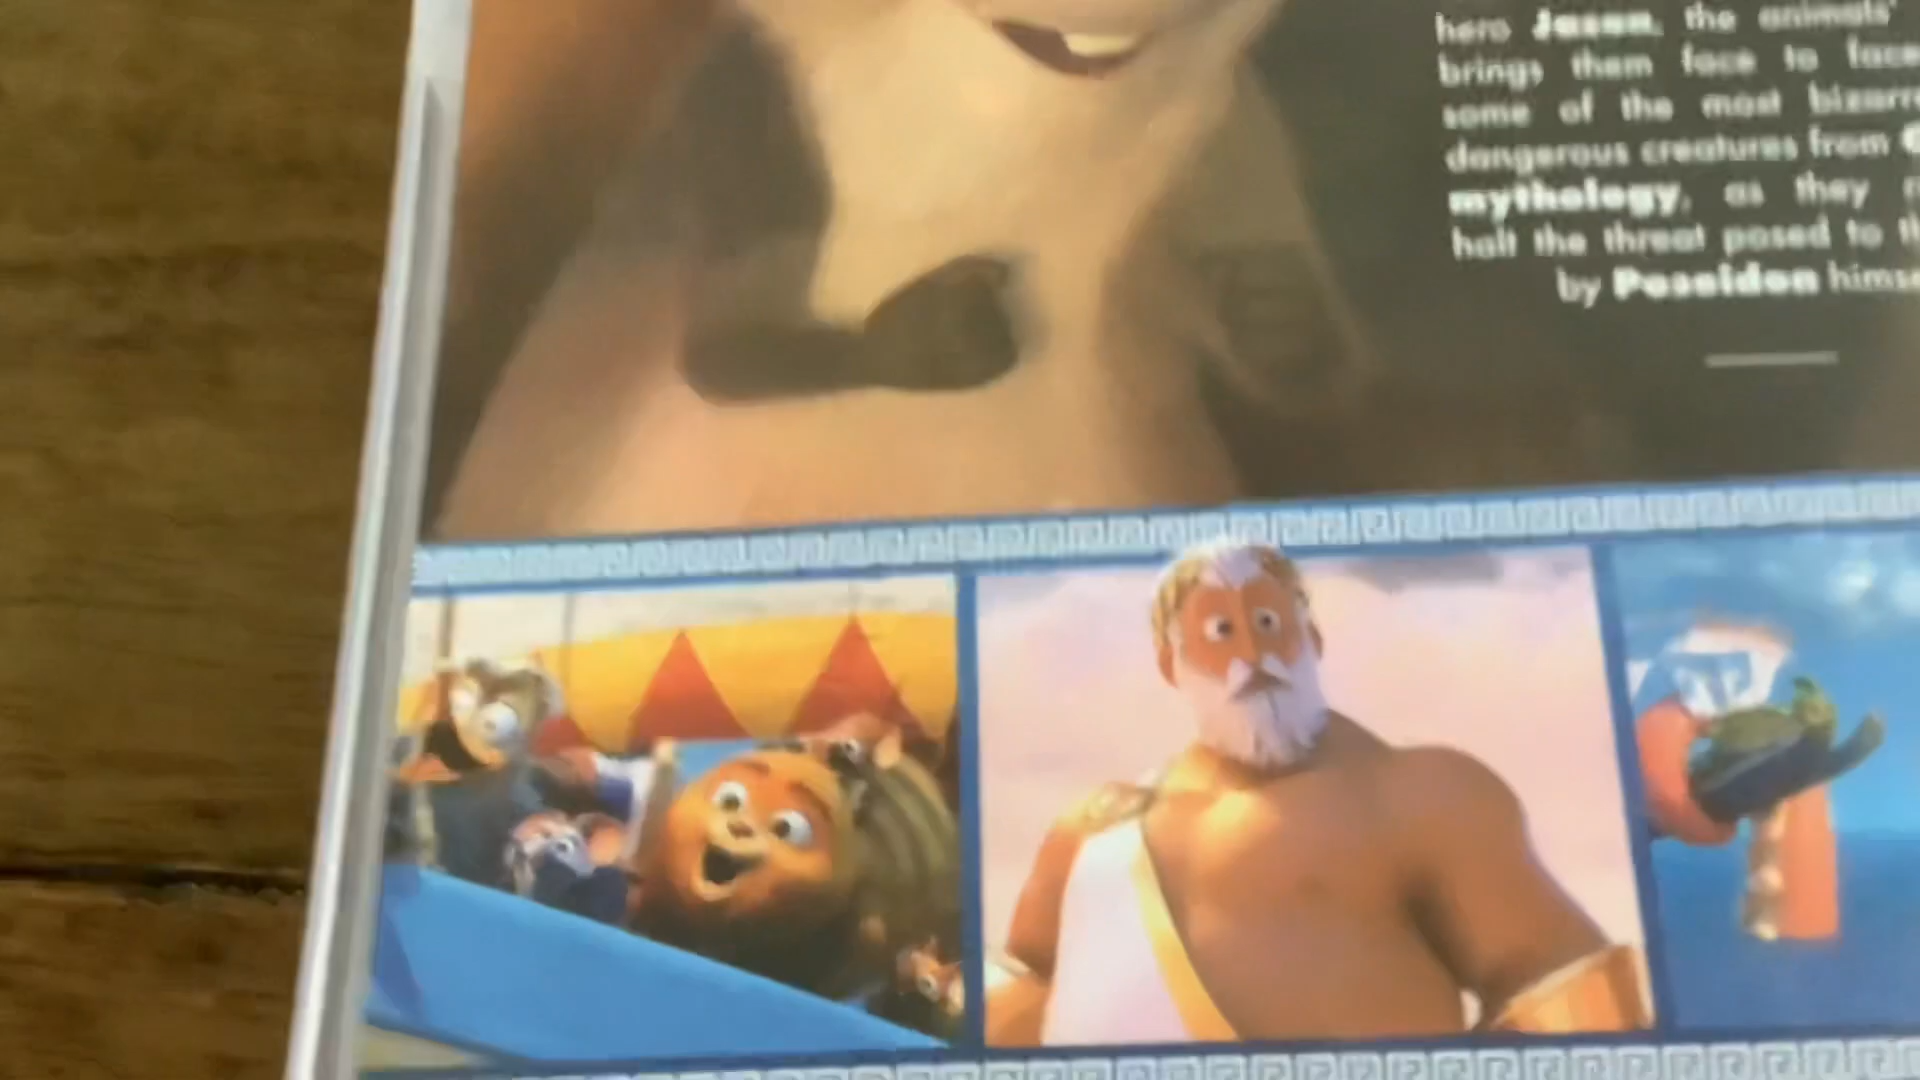 hero Jason, the animals'
brings them face to face
some of the most bizarre
dangerous creatures from
mythology, as they
halt the threat posed to
by Poseidon